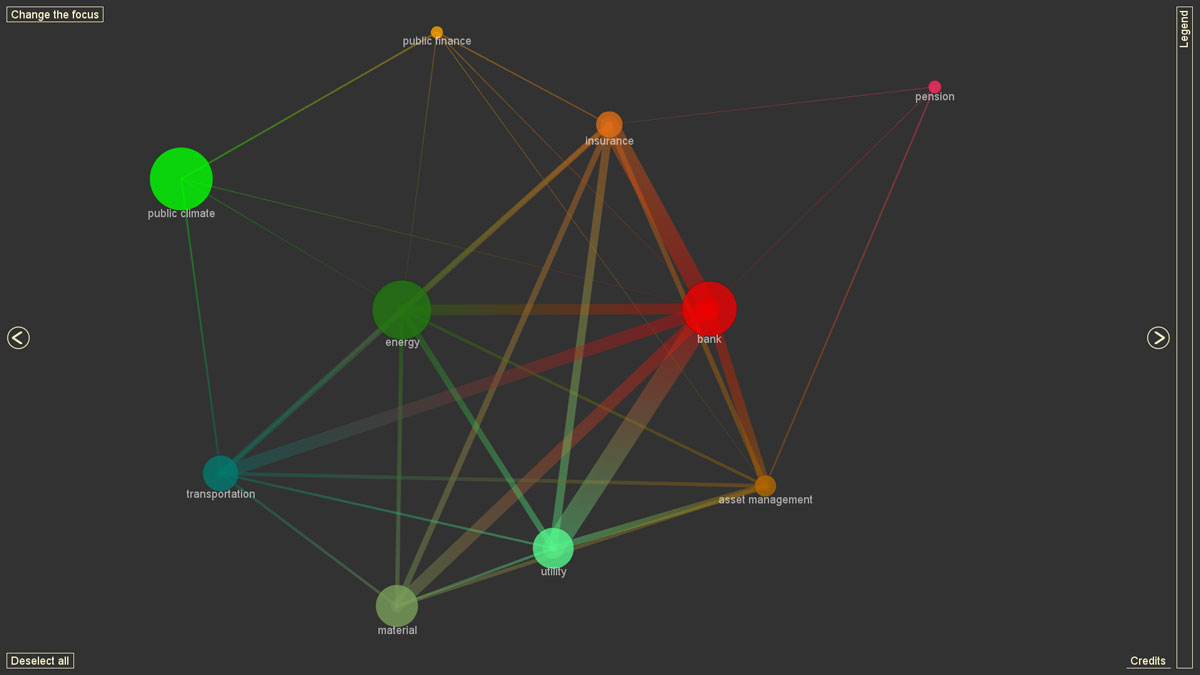 Change the focus
Legend
public finance
pension
insurance
public climate
energy
bank
transportation
asset management
utility
material
Deselect all
Credits